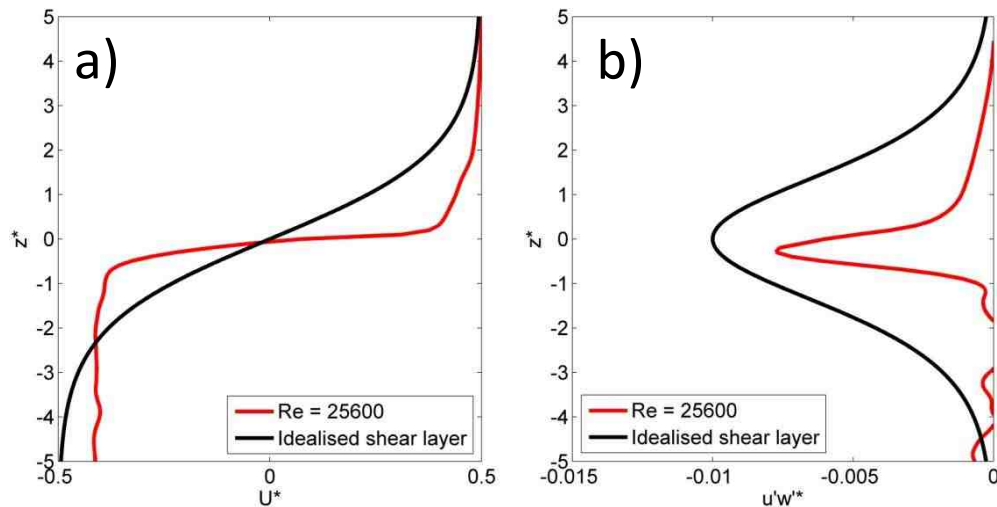 a)
5
4
3
2
1
0
-1
-2
-3
-4
-5
z*
-0.5
0
0.5
U*
Re = 25600
Idealised shear layer
b)
5
4
3
2
1
0
-1
-2
-3
-4
-5
z*
-0.015
-0.01
-0.005
0
u'w'*
Re = 25600
Idealised shear layer